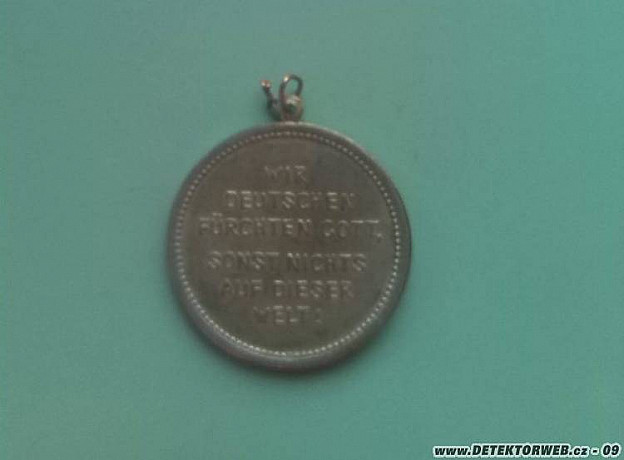 WIR
DEUTSCHEN
FÜRCHTEN GOTT,
SONST NICHTS
AUF DIESER
WELT!
www.DETEKTORWEB.cz - 09